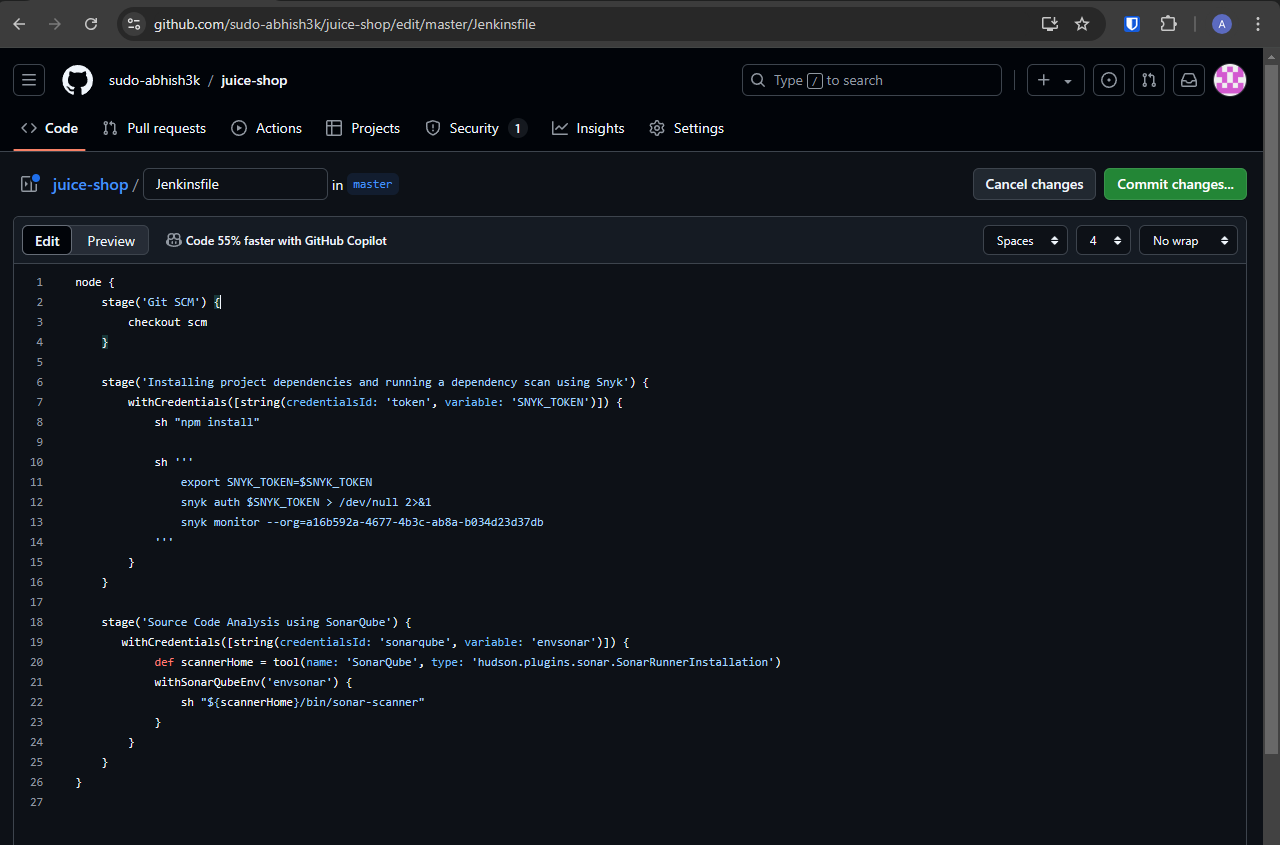 github.com/sudo-abhish3k/juice-shop/edit/master/Jenkinsfile
A
sudo-abhish3k / juice-shop
Type / to search
Code Pull requests Actions Projects Security 1 Insights Settings
juice-shop / Jenkinsfile in master
Cancel changes Commit changes...
Edit Preview Code 55% faster with GitHub Copilot
Spaces 4 No wrap
1 node {
2     stage('Git SCM') {
3         checkout scm
4     }
5
6     stage('Installing project dependencies and running a dependency scan using Snyk') {
7         withCredentials([string(credentialsId: 'token', variable: 'SNYK_TOKEN')]) {
8             sh "npm install"
9
10             sh '''
11                 export SNYK_TOKEN=$SNYK_TOKEN
12                 snyk auth $SNYK_TOKEN > /dev/null 2>&1
13                 snyk monitor --org=a16b592a-4677-4b3c-ab8a-b034d23d37db
14             '''
15         }
16     }
17
18     stage('Source Code Analysis using SonarQube') {
19        withCredentials([string(credentialsId: 'sonarqube', variable: 'envsonar')]) {
20             def scannerHome = tool(name: 'SonarQube', type: 'hudson.plugins.sonar.SonarRunnerInstallation')
21             withSonarQubeEnv('envsonar') {
22                 sh "${scannerHome}/bin/sonar-scanner"
23             }
24         }
25     }
26 }
27